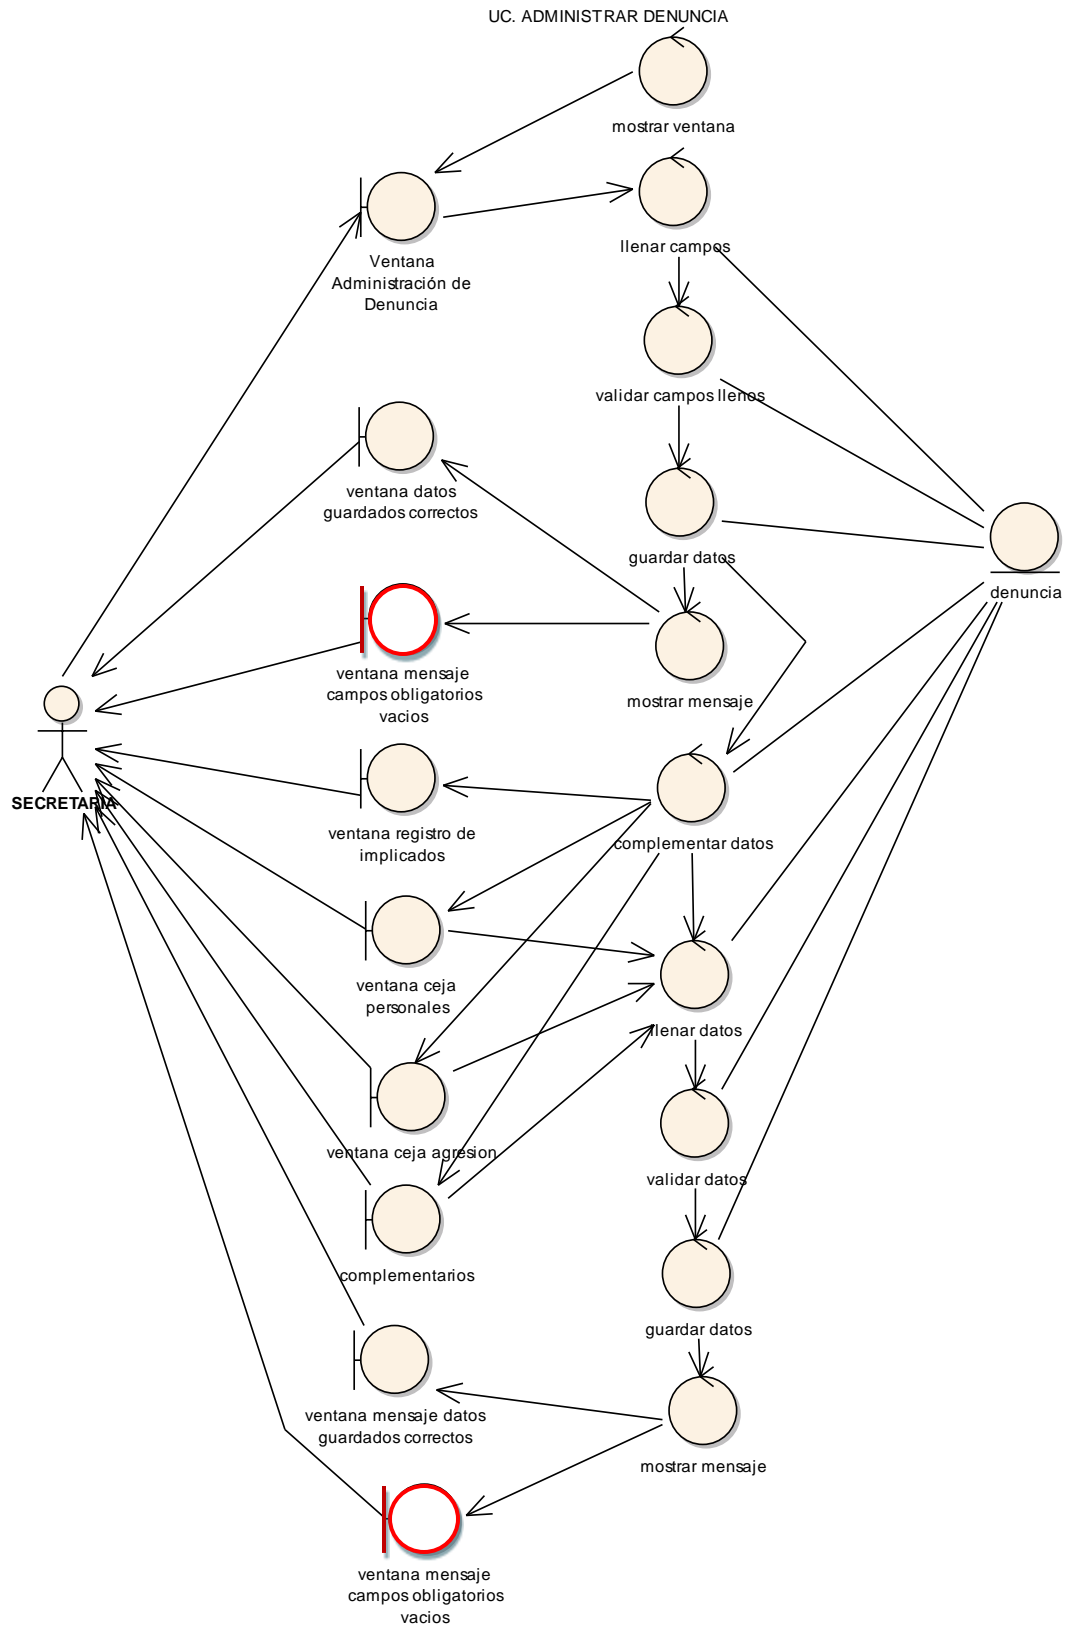 UC. ADMINISTRAR DENUNCIA
mostrar ventana
llenar campos
Ventana
Administración de
Denuncia
validar campos llenos
ventana datos
guardados correctos
guardar datos
denuncia
ventana mensaje
campos obligatorios
vacios
mostrar mensaje
SECRETARIA
ventana registro de
implicados
complementar datos
ventana ceja
personales
llenar datos
ventana ceja agresion
validar datos
complementarios
guardar datos
ventana mensaje datos
guardados correctos
mostrar mensaje
ventana mensaje
campos obligatorios
vacios